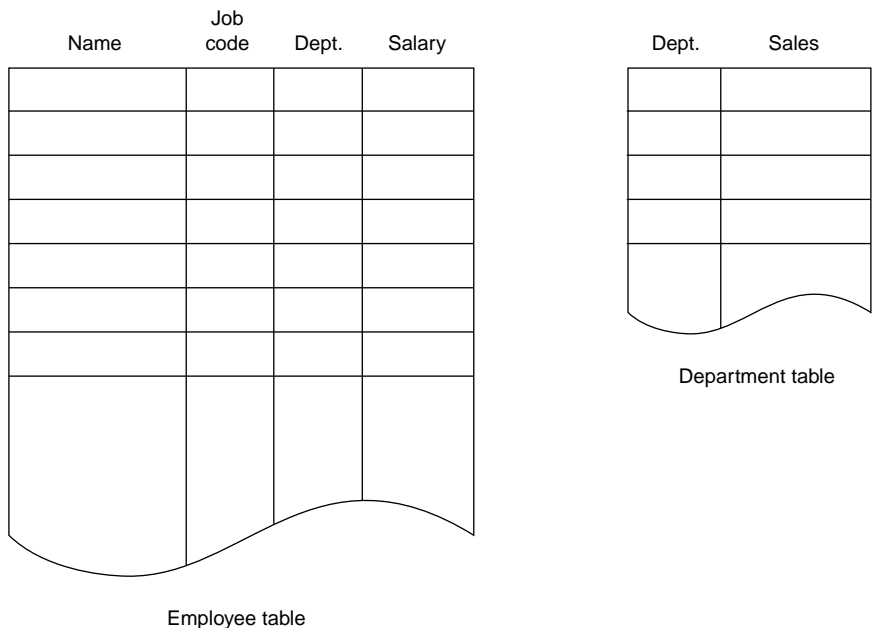 Name
Job
code
Dept.
Salary
Employee table
Dept.
Sales
Department table